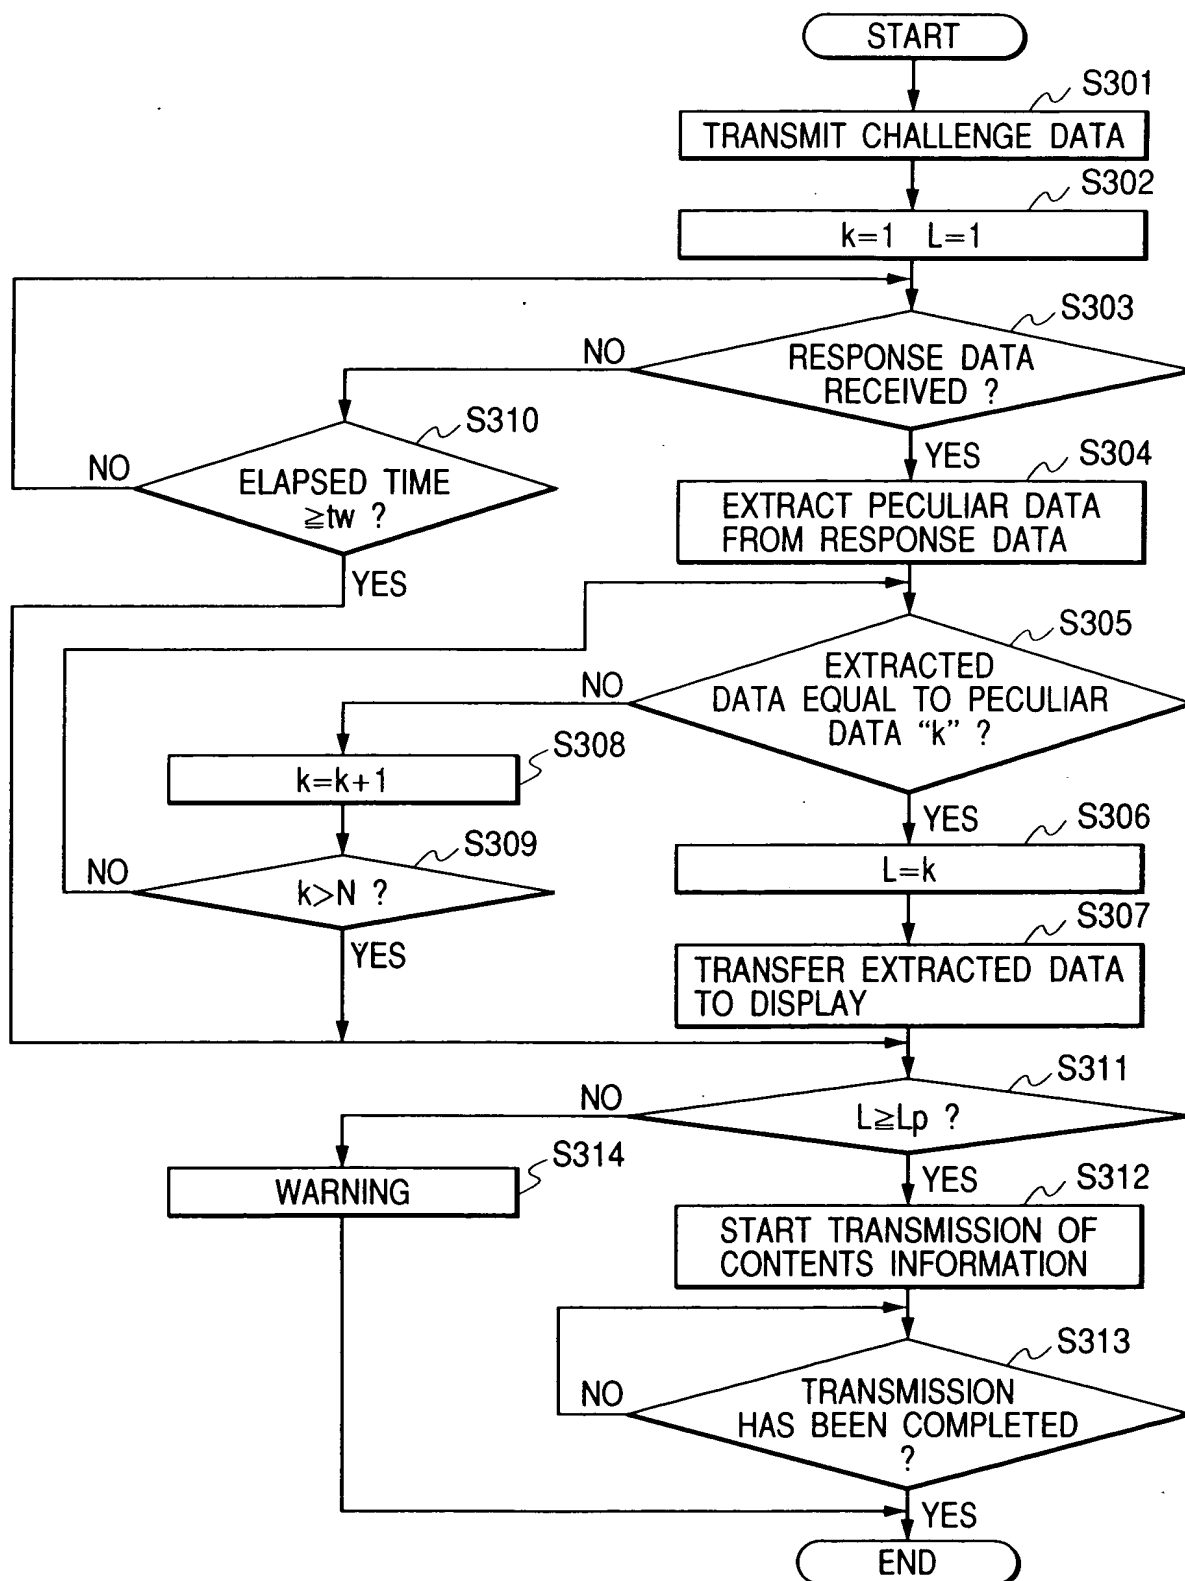 START
S301
TRANSMIT CHALLENGE DATA
S302
k=1 L=1
S303
NO
RESPONSE DATA
RECEIVED ?
S310
YES
S304
NO
ELAPSED TIME
≧tw ?
EXTRACT PECULIAR DATA
FROM RESPONSE DATA
YES
S305
NO
EXTRACTED
DATA EQUAL TO PECULIAR
DATA “k” ?
S308
k=k+1
YES
S306
S309
NO
k>N ?
L=k
YES
S307
TRANSFER EXTRACTED DATA
TO DISPLAY
S311
NO
L≧Lp ?
S314
WARNING
YES
S312
START TRANSMISSION OF
CONTENTS INFORMATION
S313
NO
TRANSMISSION
HAS BEEN COMPLETED
?
YES
END